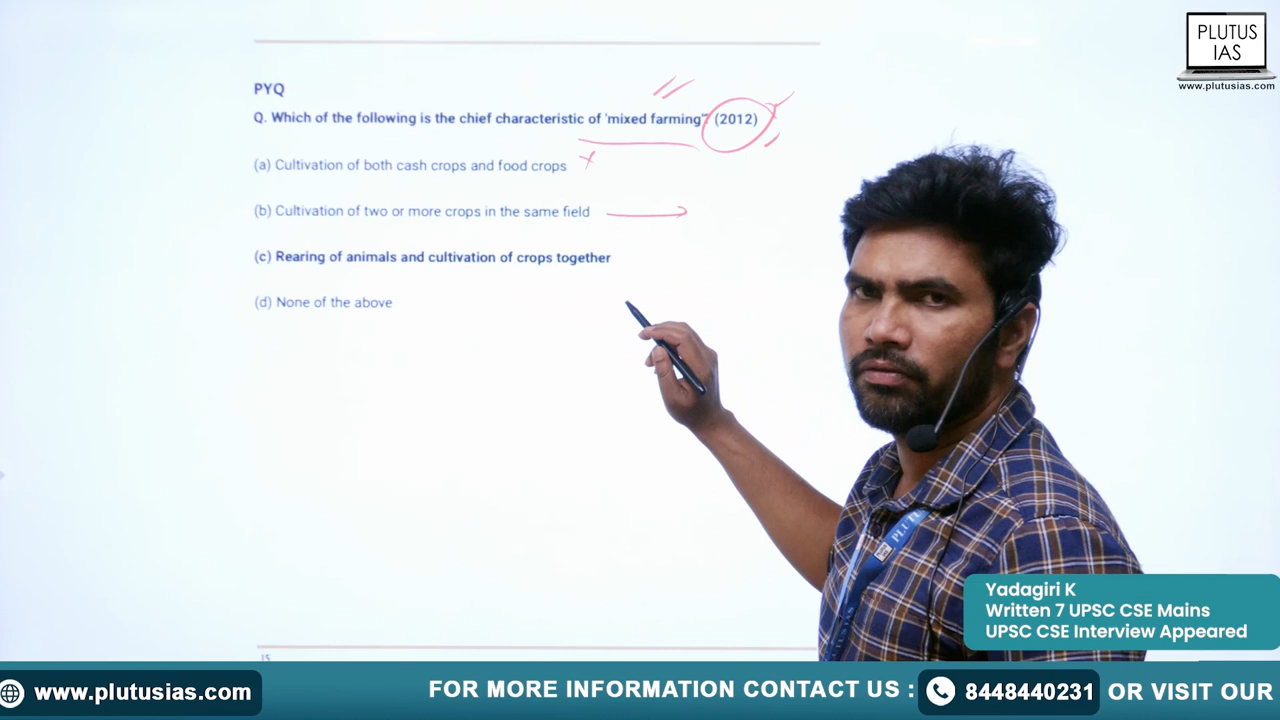 PLUTUS
IAS
www.plutusias.com
PYQ
Q. Which of the following is the chief characteristic of 'mixed farming'? (2012)
(a) Cultivation of both cash crops and food crops
(b) Cultivation of two or more crops in the same field
(c) Rearing of animals and cultivation of crops together
(d) None of the above
15
PLUTU
Yadagiri K
Written 7 UPSC CSE Mains
UPSC CSE Interview Appeared
www.plutusias.com
FOR MORE INFORMATION CONTACT US : 8448440231 OR VISIT OUR